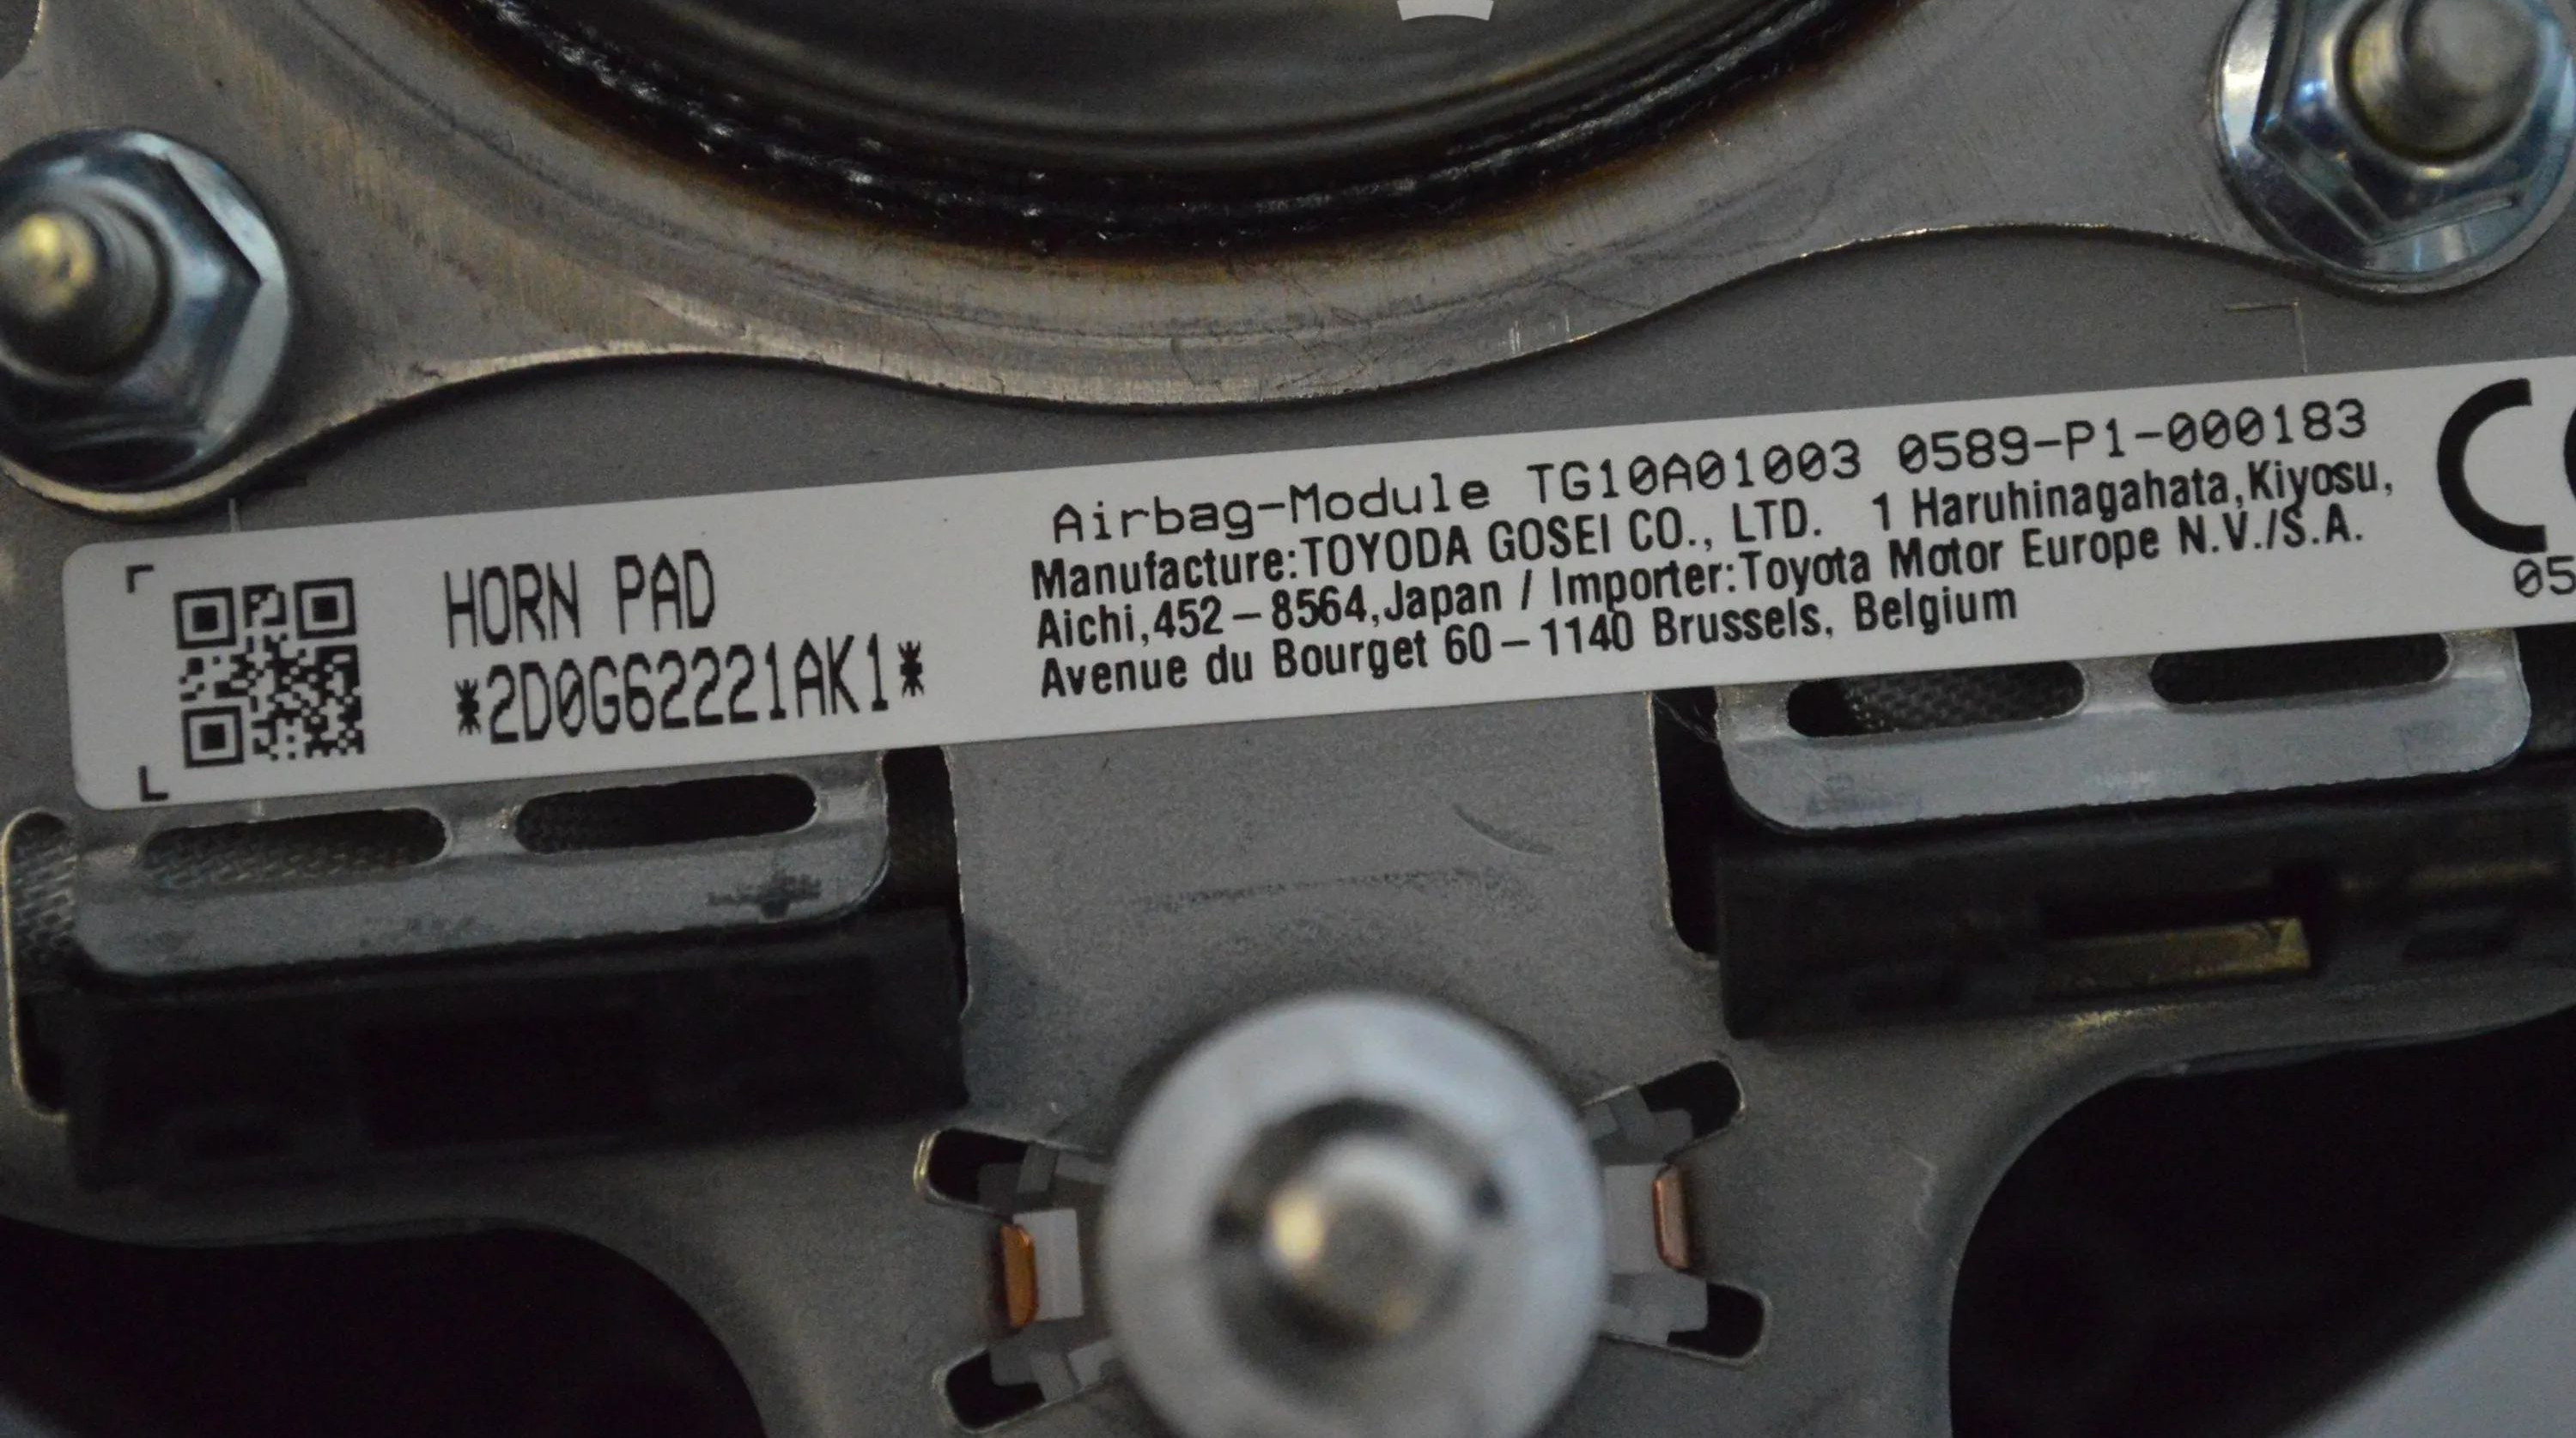 HORN PAD
*2D0G62221AK1*
Airbag-Module TG10A01003 0589-P1-000183
Manufacture:TOYODA GOSEI CO., LTD. 1 Haruhinagahata,Kiyosu,
Aichi,452–8564,Japan / Importer:Toyota Motor Europe N.V./S.A.
Avenue du Bourget 60–1140 Brussels, Belgium